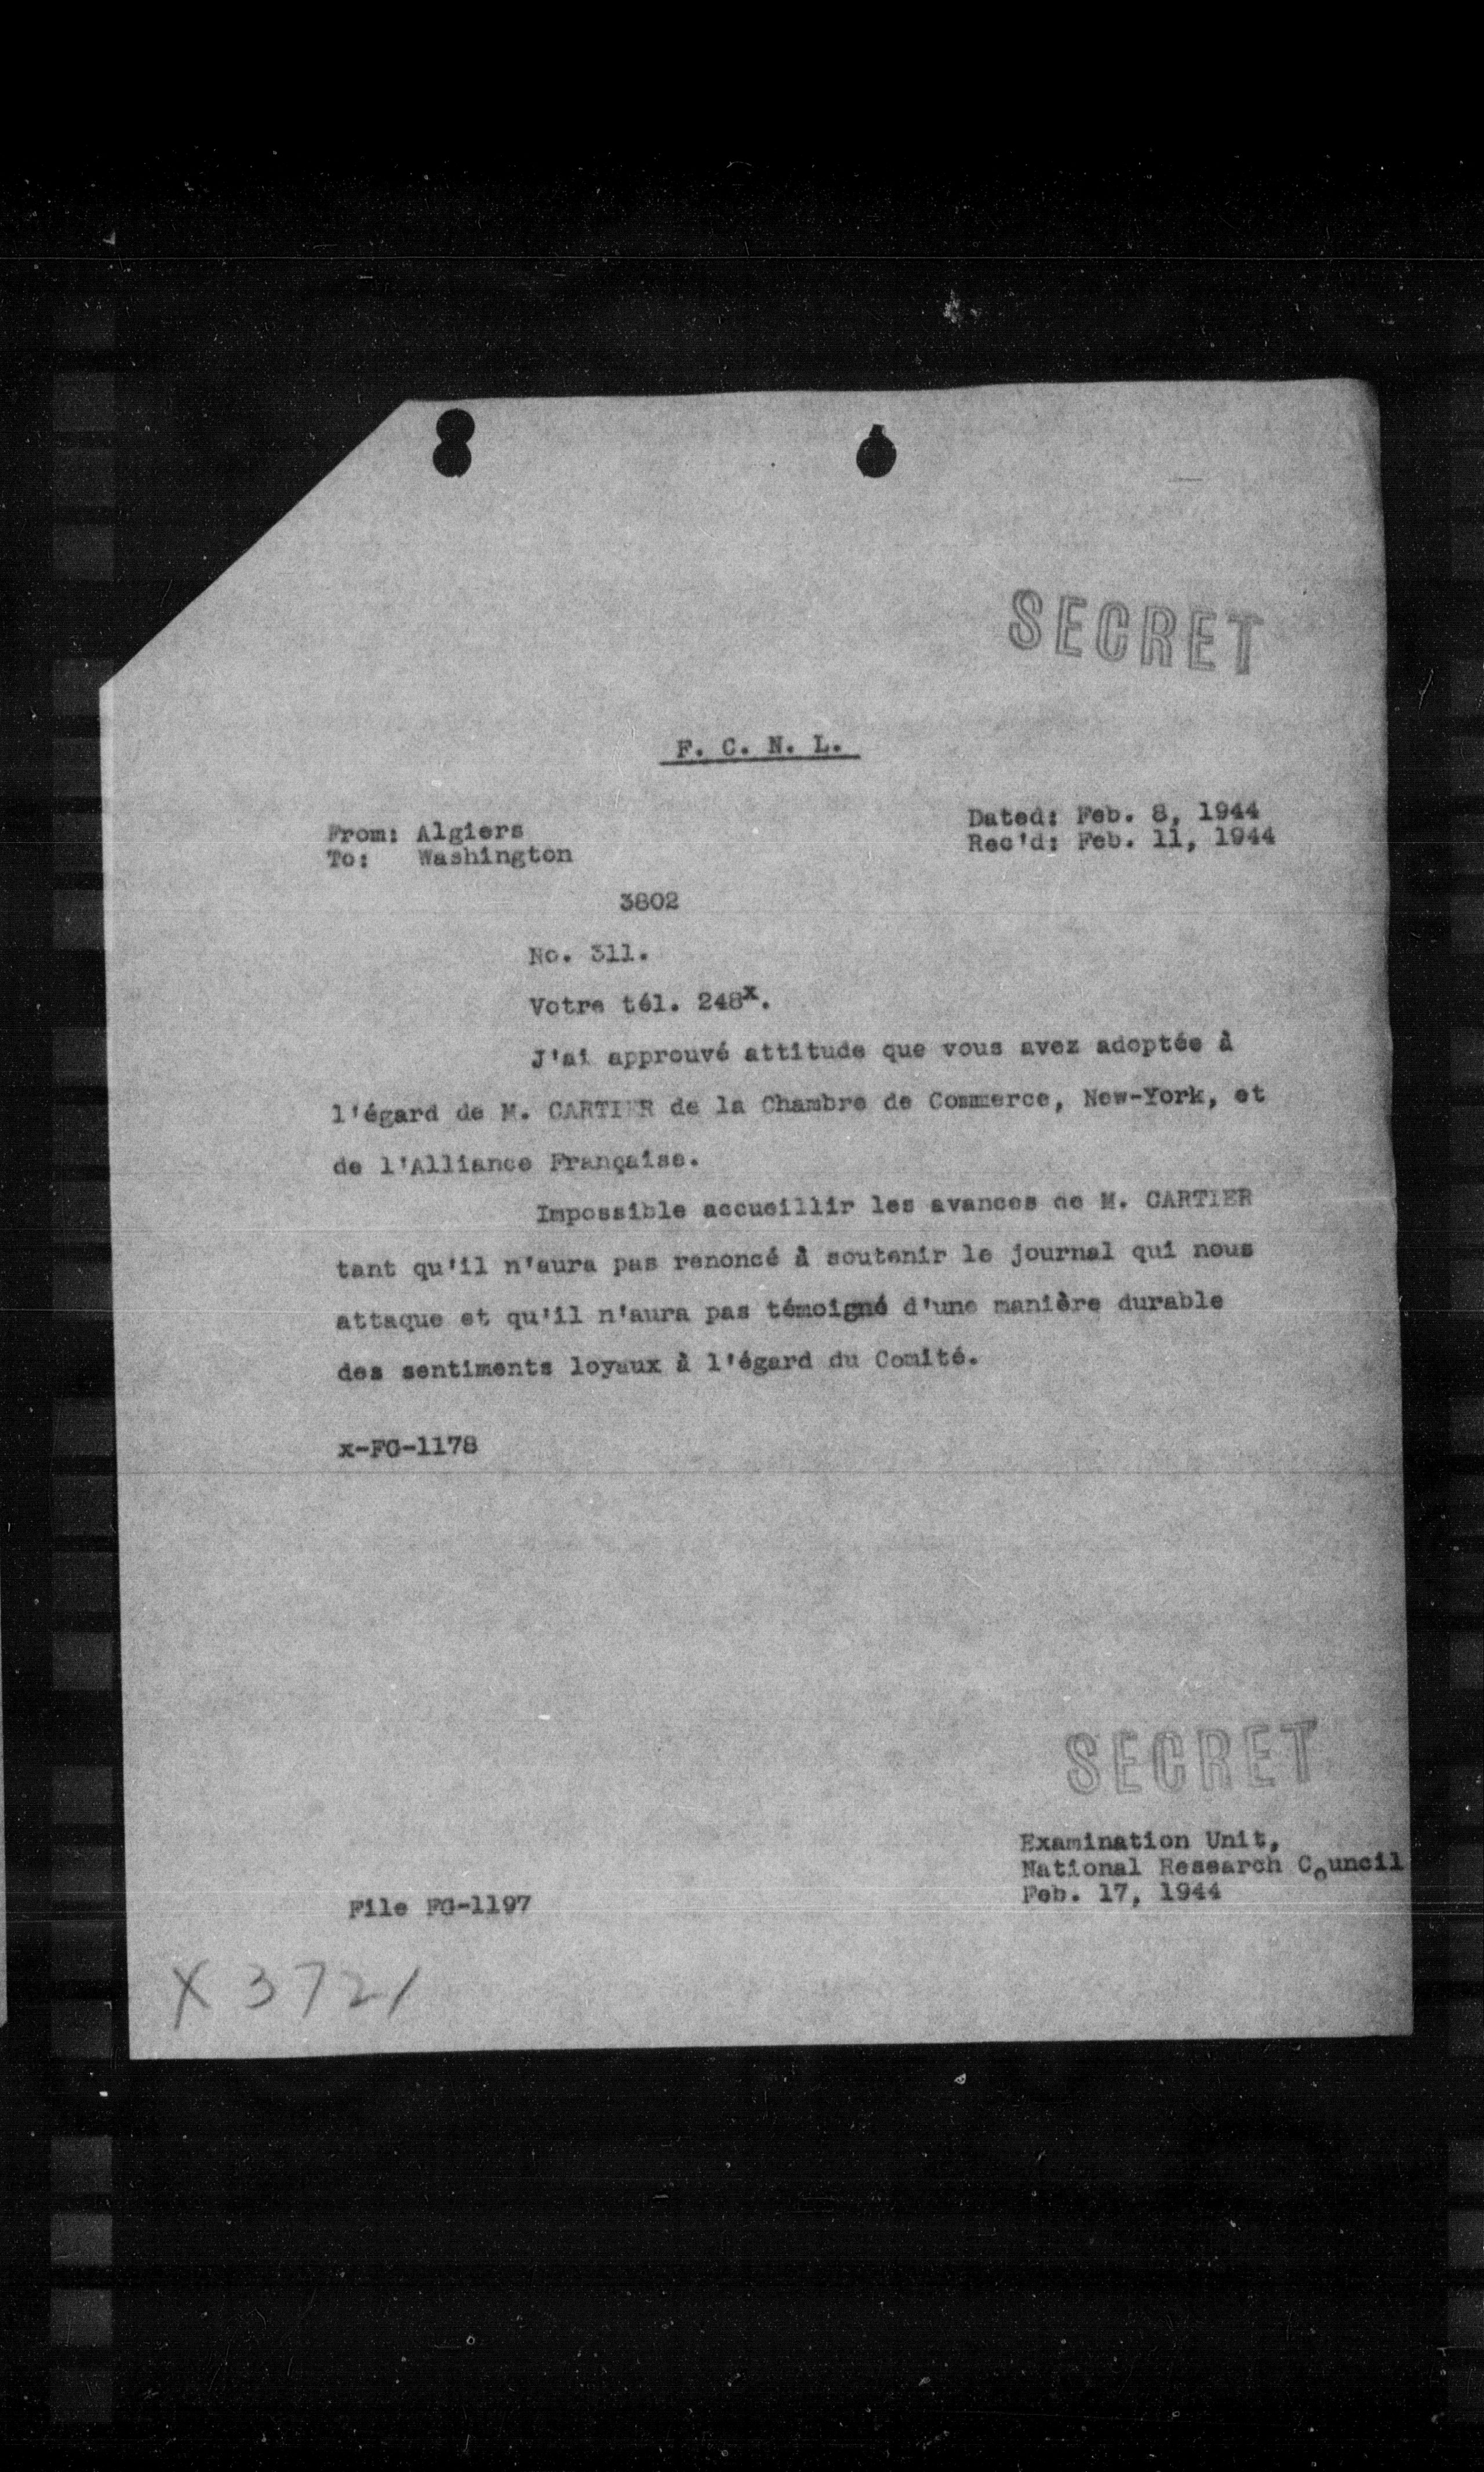 SECRET
F. C. N. L.
From: Algiers
To: Washington
Dated: Feb. 8, 1944
Rec'd: Feb. 11, 1944
3802
No. 311.
Votre tél. 248x.
J'ai approuvé attitude que vous avez adoptée à
l'égard de M. CARTIER de la Chambre de Commerce, New-York, et
de l'Alliance Française.
Impossible accueillir les avances de M. CARTIER
tant qu'il n'aura pas renoncé à soutenir le journal qui nous
attaque et qu'il n'aura pas témoigné d'une manière durable
des sentiments loyaux à l'égard du Comité.
x-FG-1178
SECRET
Examination Unit,
National Research Council
Feb. 17, 1944
File FG-1197
X 3721